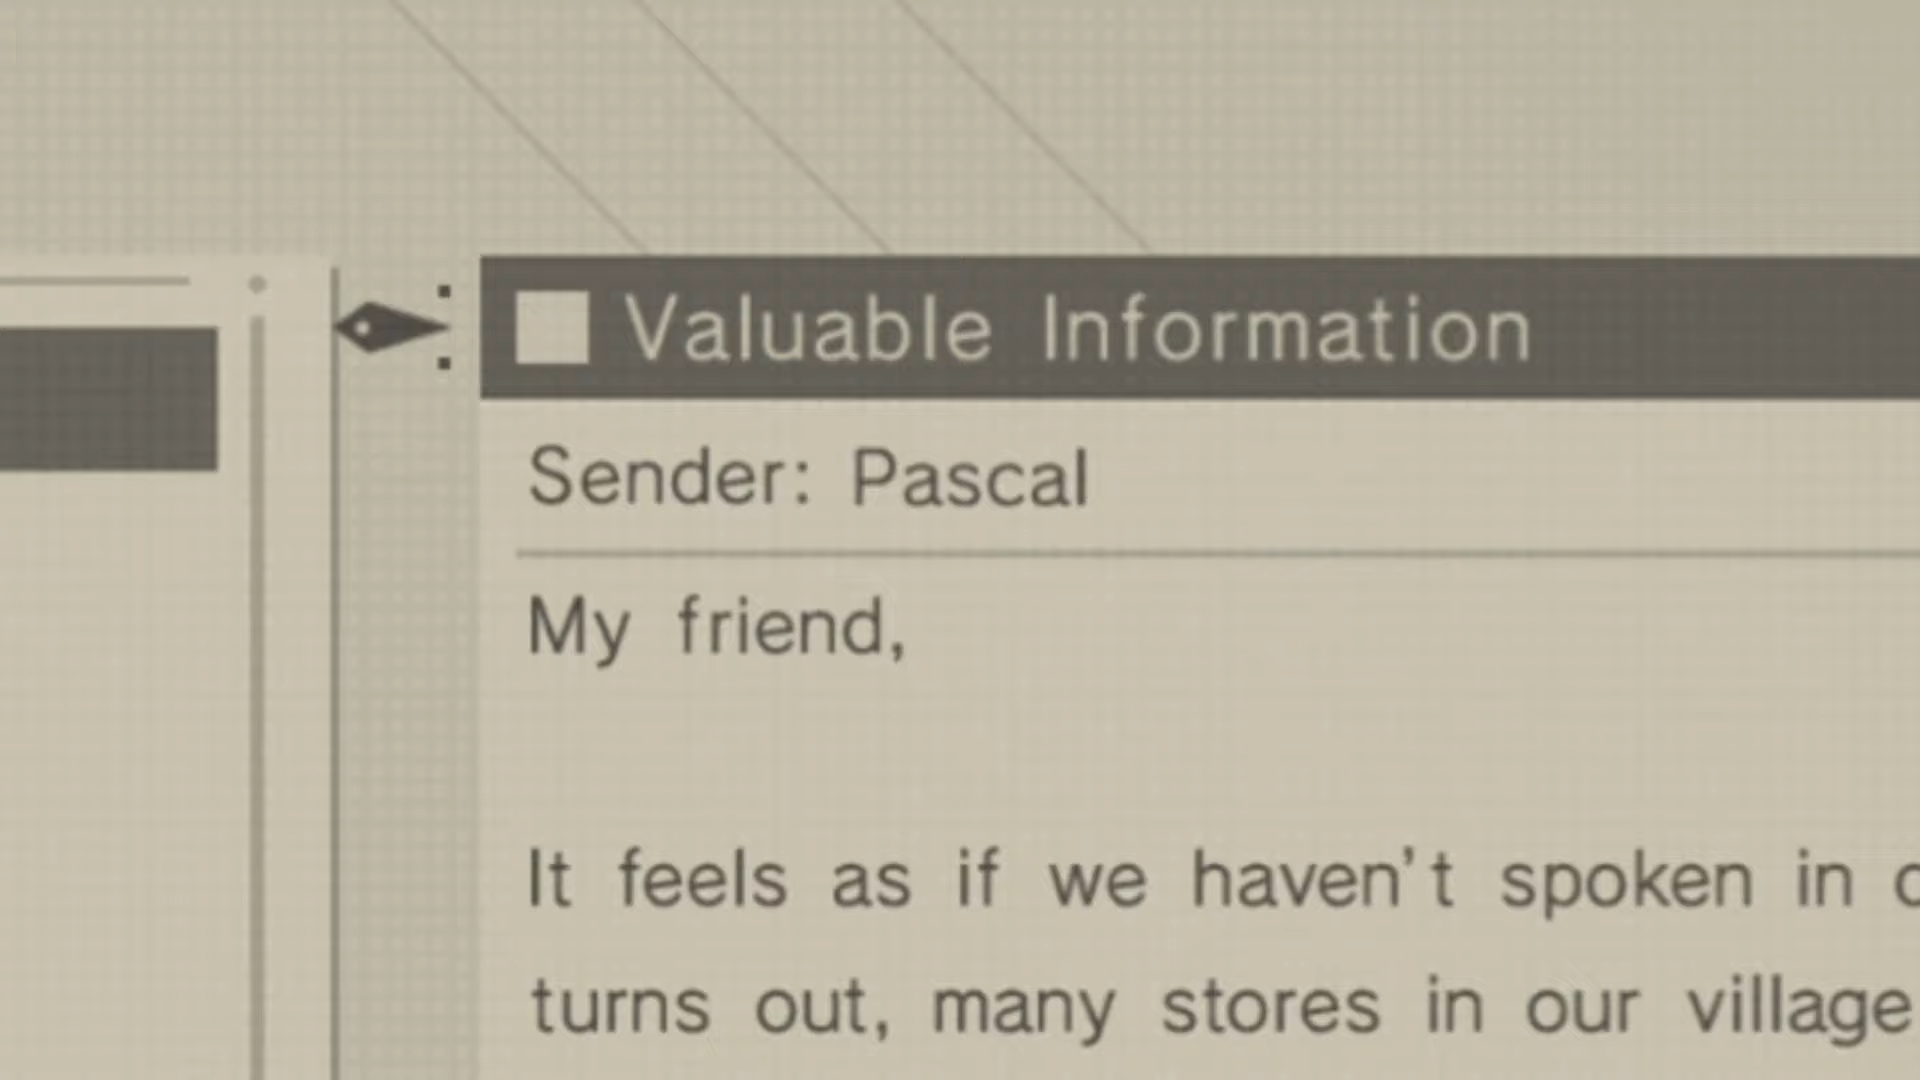 Valuable Information
Sender: Pascal
My friend,
It feels as if we haven't spoken in
turns out, many stores in our village